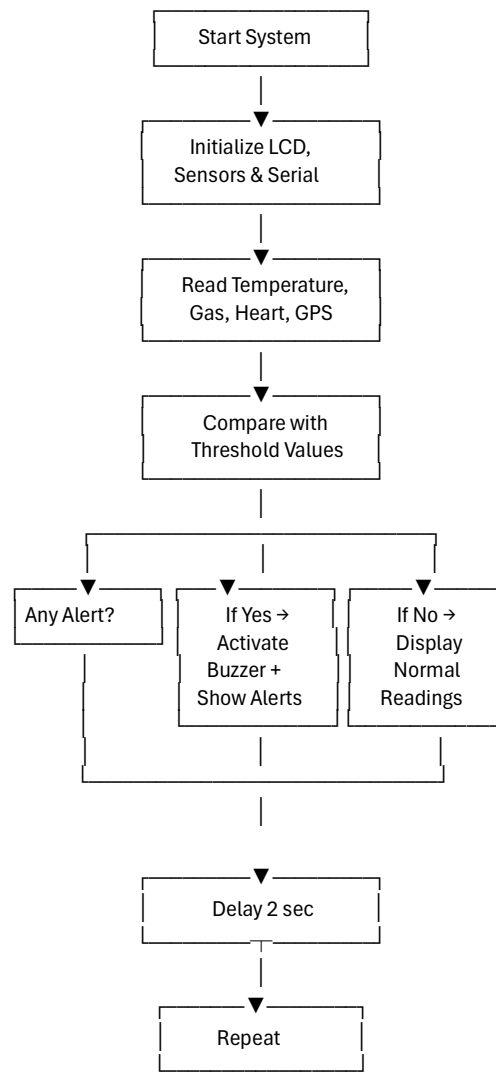 Start System
Initialize LCD,
Sensors & Serial
Read Temperature,
Gas, Heart, GPS
Compare with
Threshold Values
Any Alert?
If Yes →
Activate
Buzzer +
Show Alerts
If No →
Display
Normal
Readings
Delay 2 sec
Repeat